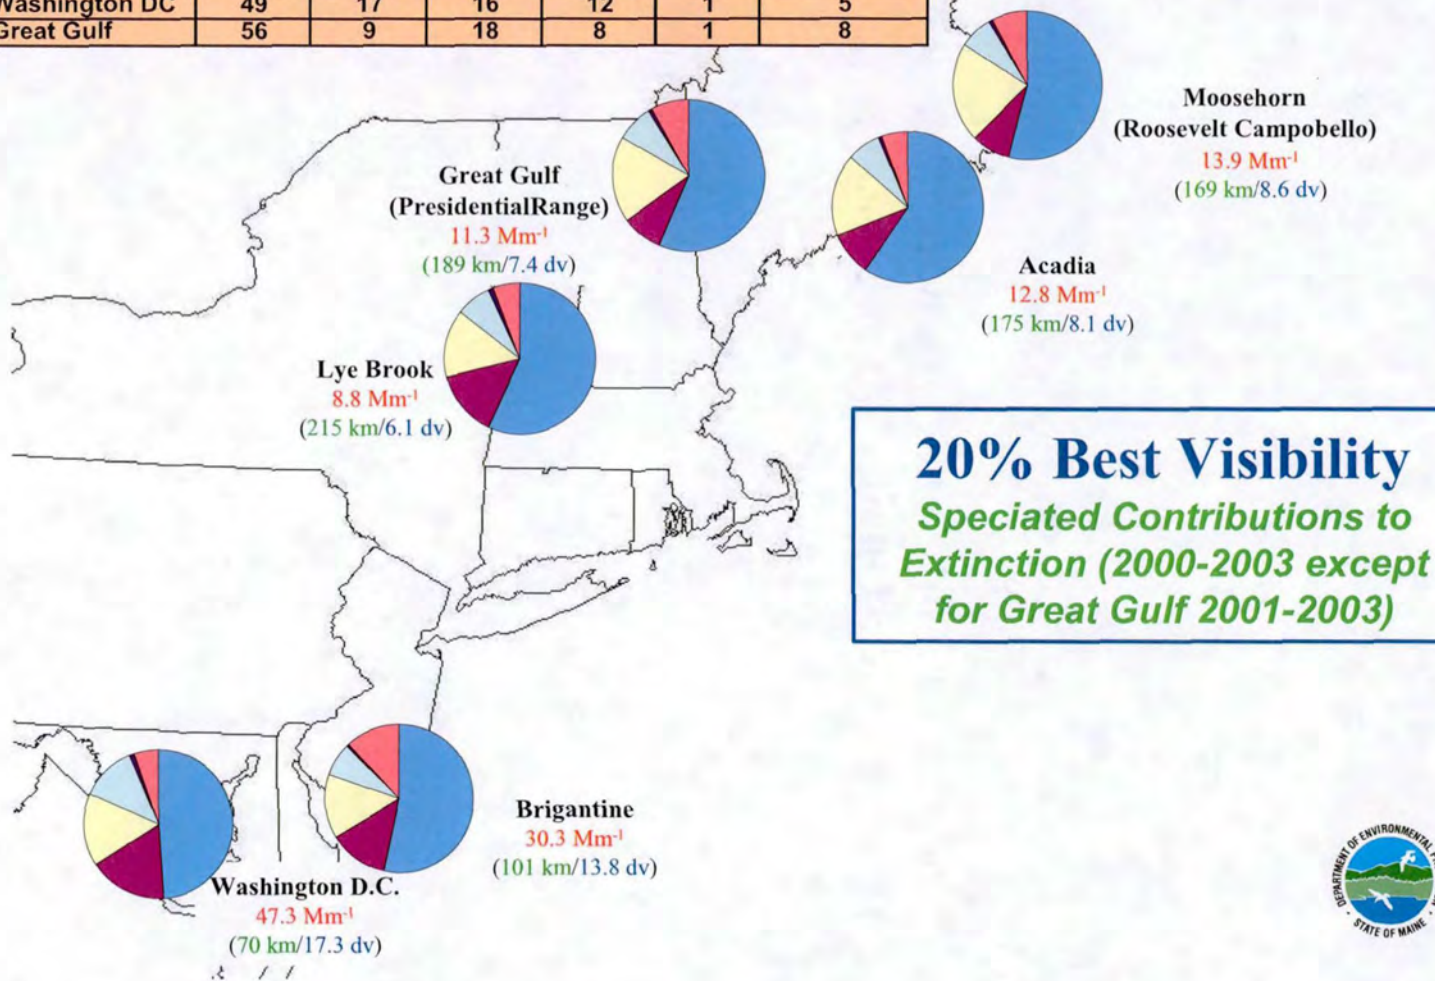 Washington DC 49 17 16 12 1 5
Great Gulf 56 9 18 8 1 8
Moosehorn
(Roosevelt Campobello)
13.9 Mm⁻¹
(169 km/8.6 dv)
Great Gulf
(PresidentialRange)
11.3 Mm⁻¹
(189 km/7.4 dv)
Acadia
12.8 Mm⁻¹
(175 km/8.1 dv)
Lye Brook
8.8 Mm⁻¹
(215 km/6.1 dv)
20% Best Visibility
Speciated Contributions to
Extinction (2000-2003 except
for Great Gulf 2001-2003)
Brigantine
30.3 Mm⁻¹
(101 km/13.8 dv)
Washington D.C.
47.3 Mm⁻¹
(70 km/17.3 dv)
DEPARTMENT OF ENVIRONMENTAL
STATE OF MAINE